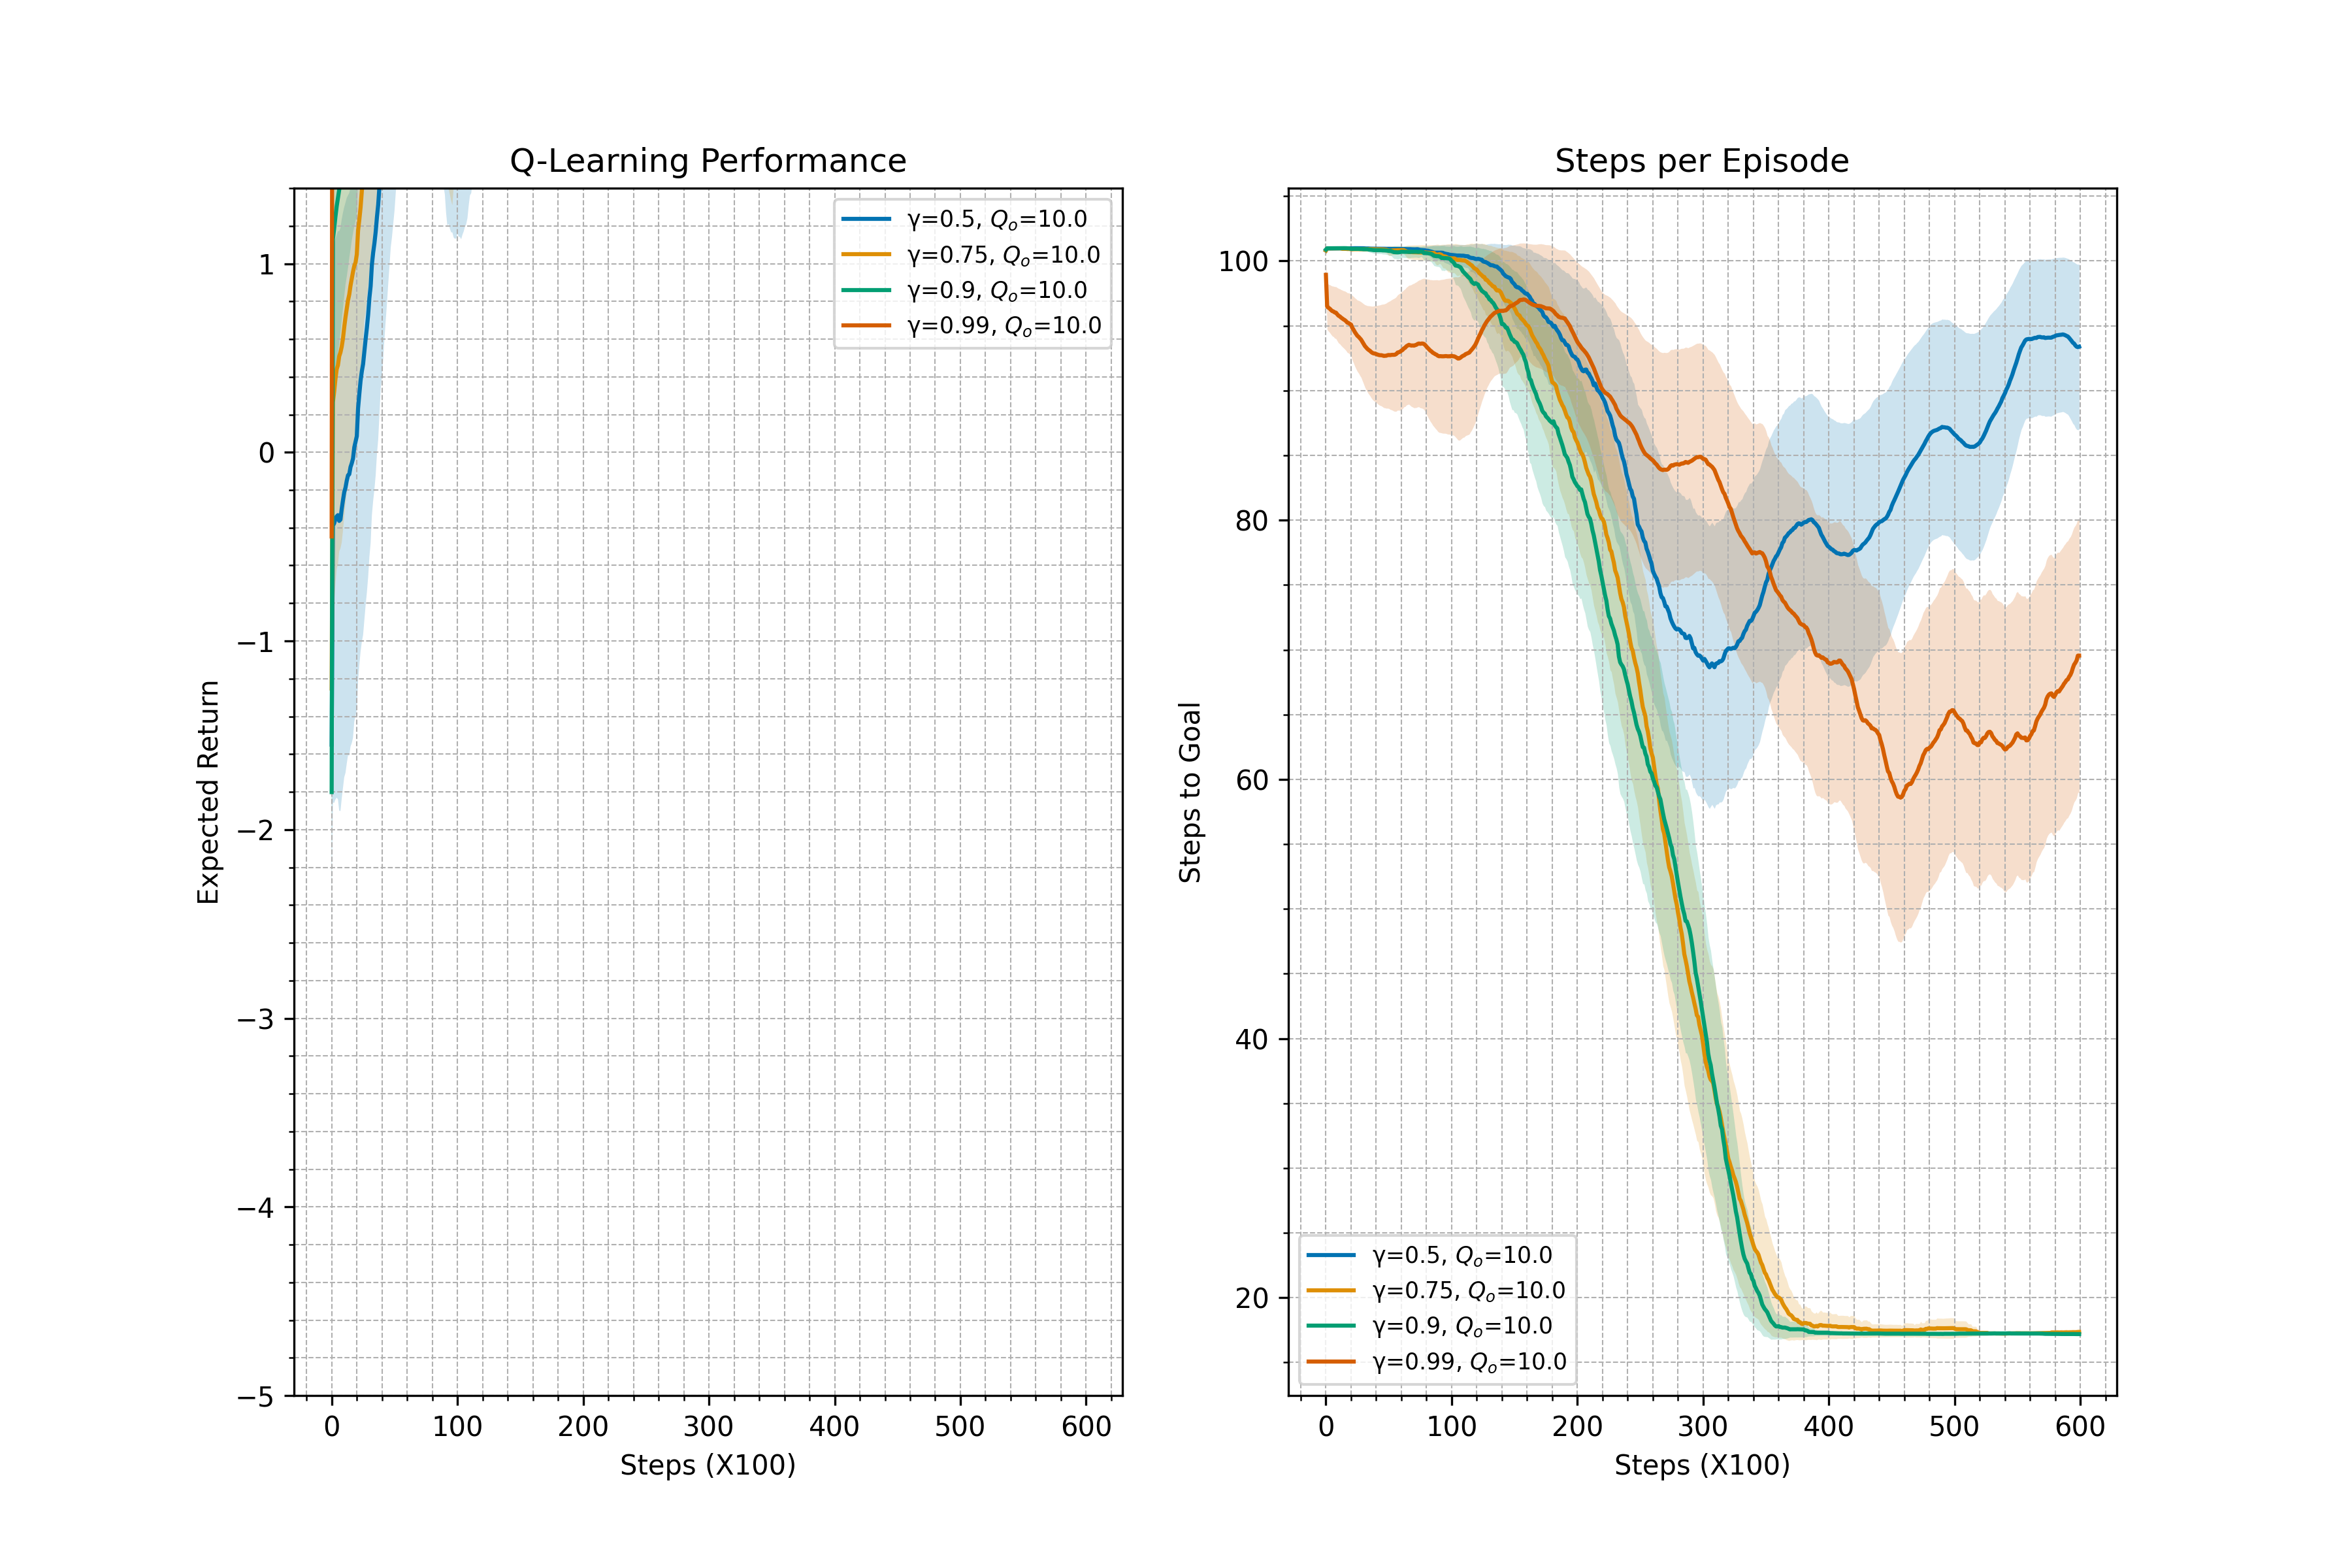 Q-Learning Performance
Expected Return
1
0
−1
−2
−3
−4
−5
0 100 200 300 400 500 600
Steps (X100)
γ=0.5, Qₒ=10.0
γ=0.75, Qₒ=10.0
γ=0.9, Qₒ=10.0
γ=0.99, Qₒ=10.0
Steps per Episode
Steps to Goal
100
80
60
40
20
0 100 200 300 400 500 600
Steps (X100)
γ=0.5, Qₒ=10.0
γ=0.75, Qₒ=10.0
γ=0.9, Qₒ=10.0
γ=0.99, Qₒ=10.0